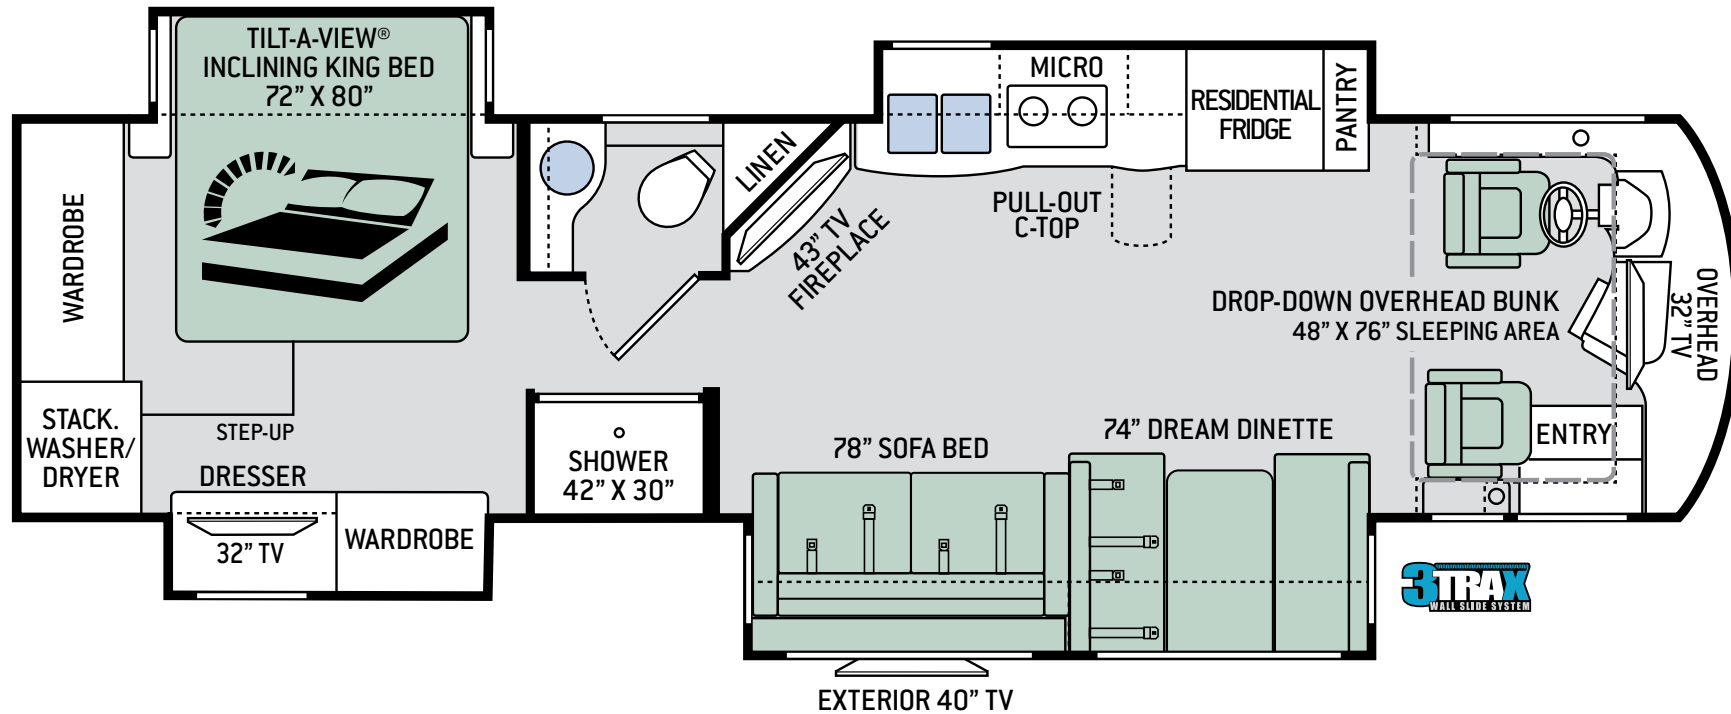 TILT-A-VIEW®
INCLINING KING BED
72” X 80”
WARDROBE
STACK.
WASHER/
DRYER
STEP-UP
DRESSER
32” TV
WARDROBE
LINEN
43” TV
FIREPLACE
SHOWER
42” X 30”
MICRO
RESIDENTIAL
FRIDGE
PANTRY
PULL-OUT
C-TOP
78” SOFA BED
74” DREAM DINETTE
EXTERIOR 40” TV
DROP-DOWN OVERHEAD BUNK
48” X 76” SLEEPING AREA
OVERHEAD
32” TV
ENTRY
3TRAX
WALL SLIDE SYSTEM